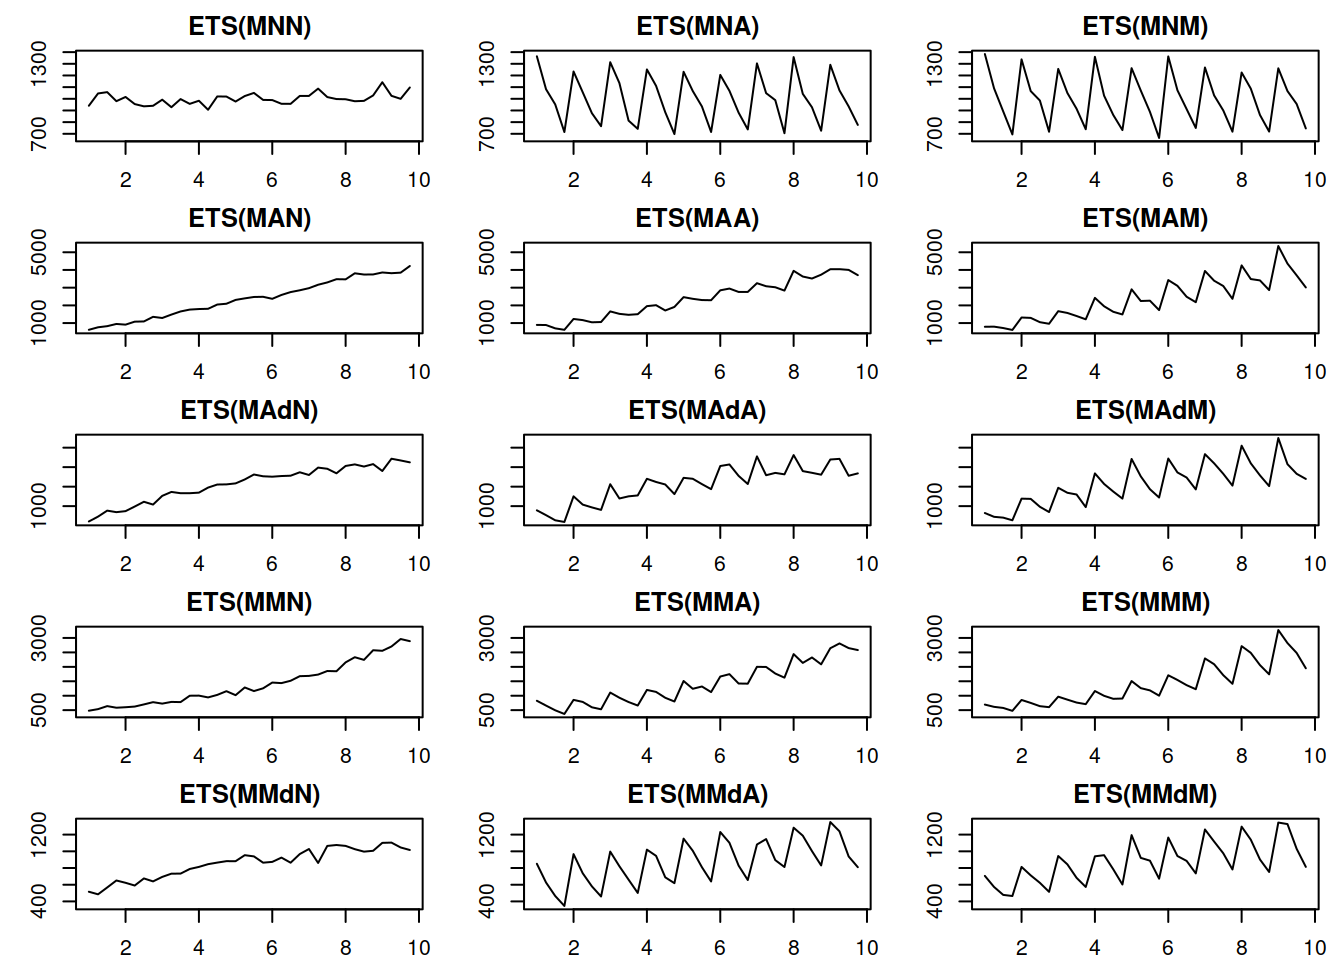 ETS(MNN) ETS(MNA) ETS(MNM)
1300 1300 1300
700 700 700
2 4 6 8 10 2 4 6 8 10 2 4 6 8 10
ETS(MAN) ETS(MAA) ETS(MAM)
5000 5000 5000
1000 1000 1000
2 4 6 8 10 2 4 6 8 10 2 4 6 8 10
ETS(MAdN) ETS(MAdA) ETS(MAdM)
1000 1000 1000
2 4 6 8 10 2 4 6 8 10 2 4 6 8 10
ETS(MMN) ETS(MMA) ETS(MMM)
3000 3000 3000
500 500 500
2 4 6 8 10 2 4 6 8 10 2 4 6 8 10
ETS(MMdN) ETS(MMdA) ETS(MMdM)
1200 1200 1200
400 400 400
2 4 6 8 10 2 4 6 8 10 2 4 6 8 10